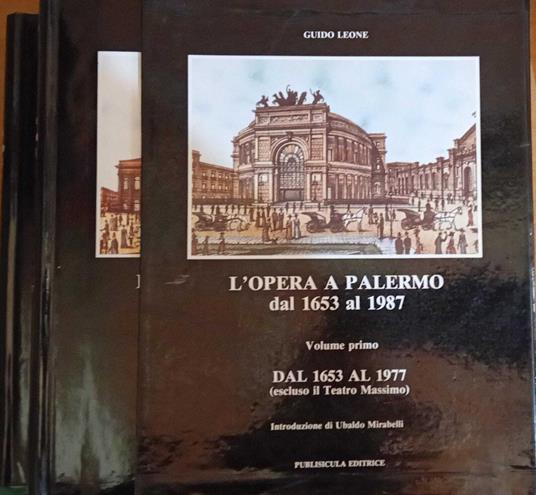 GUIDO LEONE
L'OPERA A PALERMO
dal 1653 al 1987
Volume primo
DAL 1653 AL 1977
(escluso il Teatro Massimo)
Introduzione di Ubaldo Mirabelli
PUBLISICULA EDITRICE